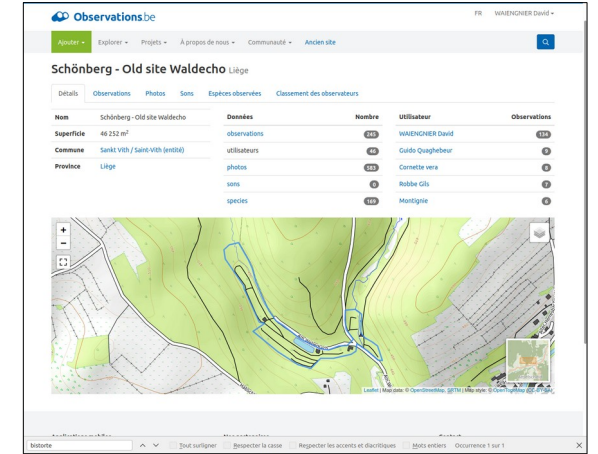 Observations.be
FR WAIENGNIER David
Ajouter Explorer Projets À propos de nous Communauté Ancien site
Schönberg - Old site Waldecho Liège
Détails Observations Photos Sons Espèces observées Classement des observateurs
Nom Schönberg - Old site Waldecho
Superficie 46 252 m²
Commune Sankt Vith / Saint-Vith (entité)
Province Liège
Données Nombre
observations 245
utilisateurs 46
photos 583
sons 0
species 169
Utilisateur Observations
WAIENGNIER David 134
Guido Quaghebeur 9
Cornette vera 8
Robbe Gils 7
Montignie 6
+
−
Leaflet | Map data: © OpenStreetMap, SRTM | Map style: © OpenTopoMap (CC-BY-SA)
bistorte Tout surligner Respecter la casse Respecter les accents et diacritiques Mots entiers Occurrence 1 sur 1